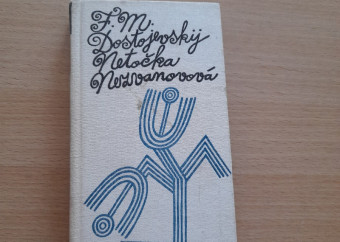 F. M.
Dostojevskij
Netočka
Nezvanovová